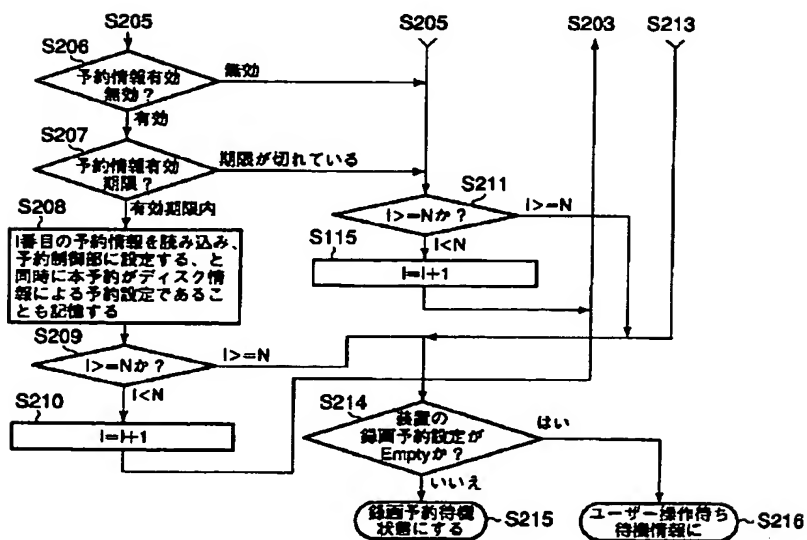 S205
S205
S203
S213
S206
予約情報有効
無効？
無効
有効
S207
予約情報有効
期限？
期限が切れている
有効期限内
S208
I番目の予約情報を読み込み、
予約制御部に設定する、と
同時に本予約がディスク情
報による予約設定であるこ
とも記憶する
S211
I>=Nか？
I>=N
I<N
S115
I=I+1
S209
I>=Nか？
I>=N
I<N
S210
I=I+1
S214
装置の
録画予約設定が
Emptyか？
はい
いいえ
録画予約待機
状態にする
S215
ユーザー操作待ち
待機情報に
S216